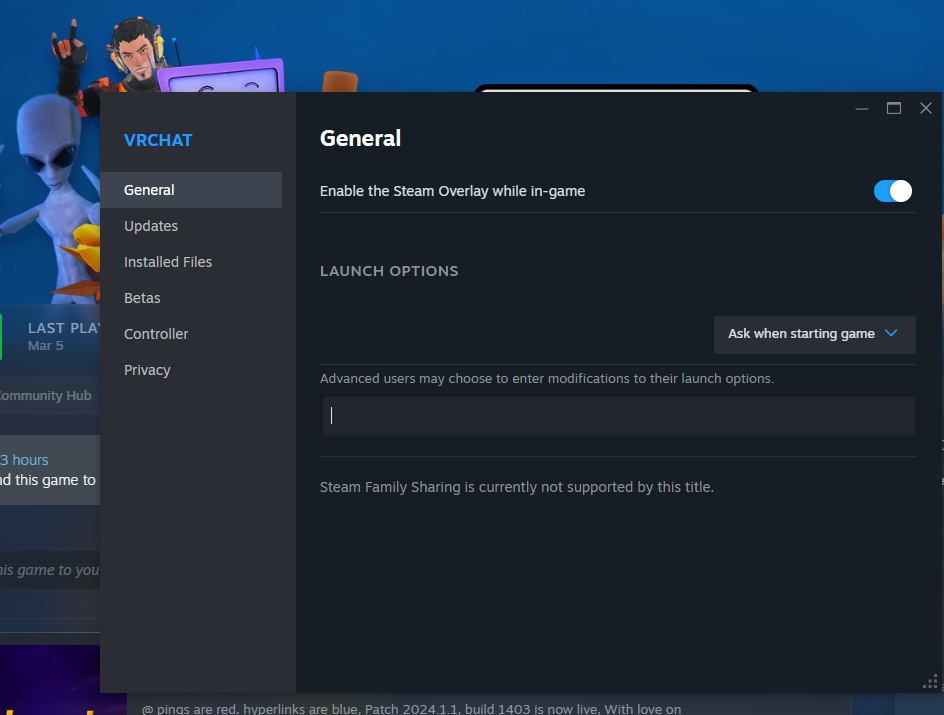 VRCHAT
General
Updates
Installed Files
Betas
Controller
Privacy
General
Enable the Steam Overlay while in-game
LAUNCH OPTIONS
Ask when starting game
Advanced users may choose to enter modifications to their launch options.
Steam Family Sharing is currently not supported by this title.
LAST PLA
Mar 5
ommunity Hub
3 hours
nd this game to
his game to you
@ pings are red, hyperlinks are blue, Patch 2024.1.1, build 1403 is now live, With love on